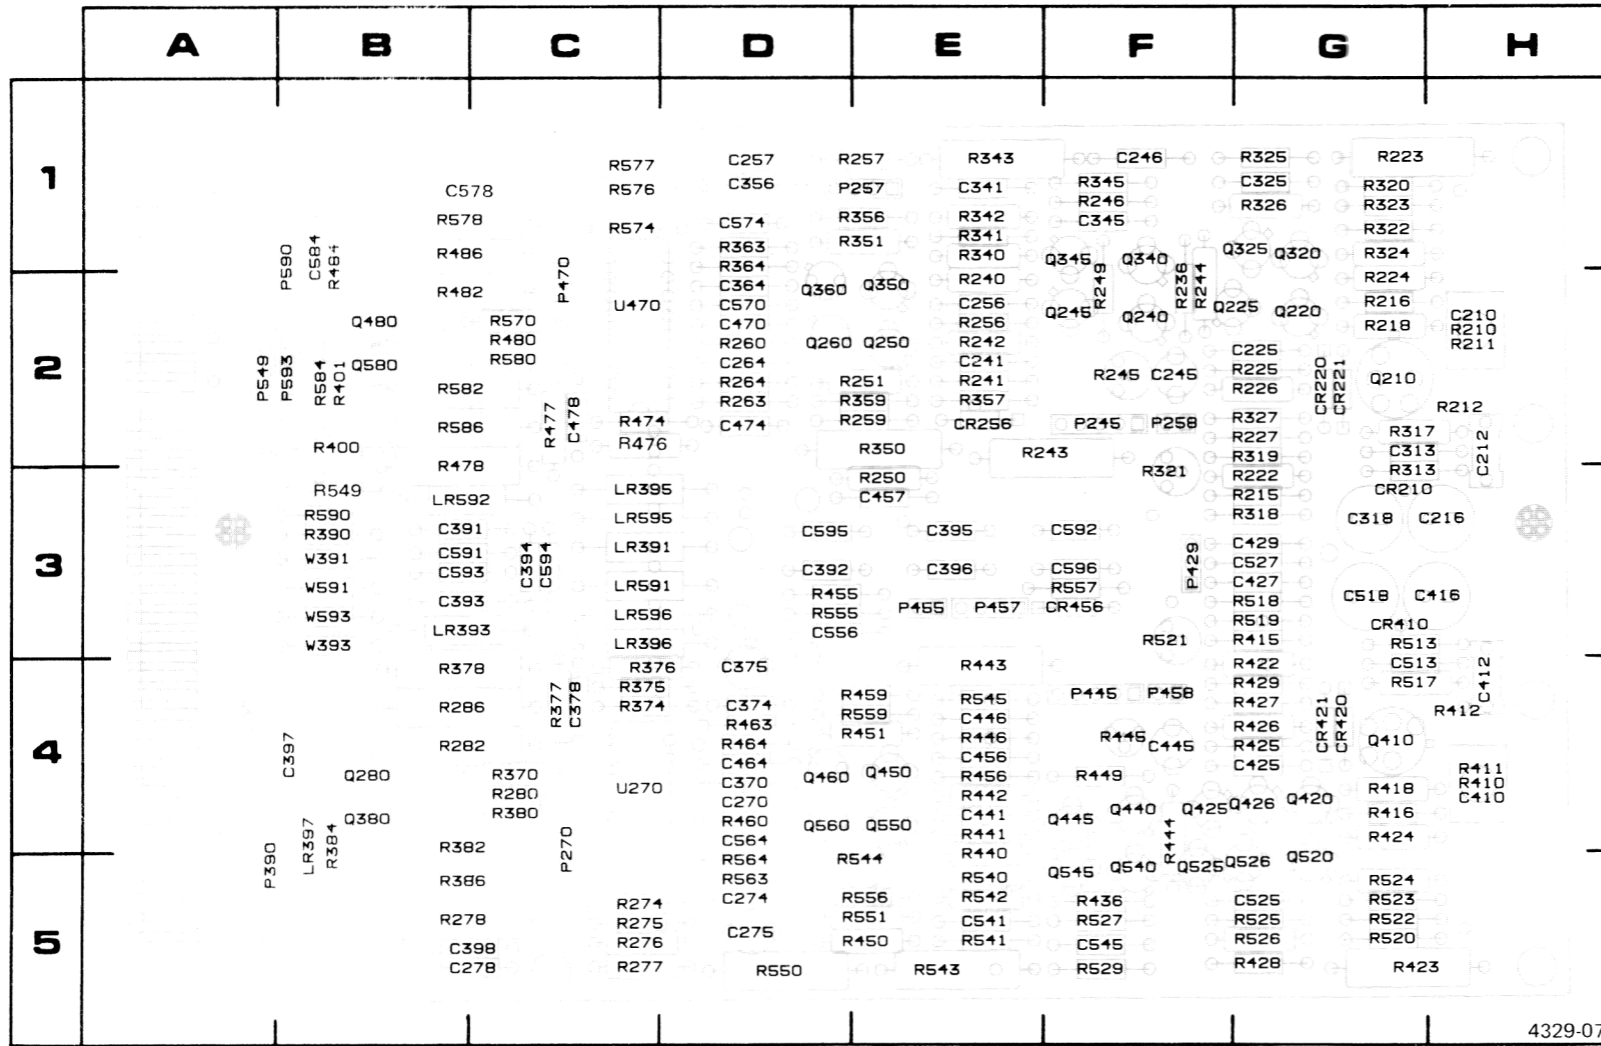 A B C D E F G H
1
R577 C257 R257 R343 C246 R325 R223
C578 R576 C356 P257 C341 R345 C325 R320
R246 R326 R323
R578 R574 C574 R356 R342 C345 R322
P590 C584 R484 R486 R363 R351 R341 Q325
P470 R364 R340 Q345 Q340 Q320 R324
2
R482 C364 Q360 Q350 R240 R249 R236 R244 R224
U470 C570 C256 Q245 Q240 Q225 Q220 R216 C210
Q480 R570 C470 R256 R218 R210
R480 R260 Q260 Q250 R242 C225 R211
P549 P593 R584 R401 Q580 R580 C264 C241 R245 C245 R225 CR220 CR221 Q210
R582 R264 R251 R241 R226
R477 C478 R263 R359 R357 R212
R586 R474 C474 R259 CR256 P245 P258 R327 R317
R400 R476 R350 R243 R227 C313 C212
R478 R319 R313
3
R549 LR592 LR395 R250 R321 R222 CR210
R590 C457 R215
R390 C391 LR595 C595 C395 C592 R318 C318 C216
W391 C591 C394 C594 LR391 P429 C429
W591 C593 LR591 C392 C396 C596 C527
C393 R455 R557 C427 C518 C416
W593 LR596 R555 P455 P457 CR456 R518
W393 LR393 LR396 C556 R521 R519 CR410
R415 R513
R378 R376 C375 R443 R422 C513 C412
4
R377 C378 R375 R459 R545 P445 P458 R429 R517
R286 R374 C374 R559 C446 R427 CR421 CR420 R412
R463 R451 R446 R445 R426
C397 R282 R464 C456 C445 R425 Q410
C464 C425
Q280 R370 C370 Q460 Q450 R456 R449 R411
R280 U270 C270 R442 Q426 Q420 R418 R410
Q380 R380 R460 Q560 Q550 C441 Q445 Q440 Q425 R416 C410
LR397 R384 R382 P270 C564 R441 R444 R424
P390 R564 R544 R440 Q545 Q540 Q525 Q526 Q520
5
R386 R563 R540 R524
R274 C274 R556 R542 R436 C525 R523
R278 R275 C275 R551 C541 R527 R525 R522
C398 R276 R450 R541 C545 R526 R520
C278 R277 R550 R543 R529 R428 R423
4329-07